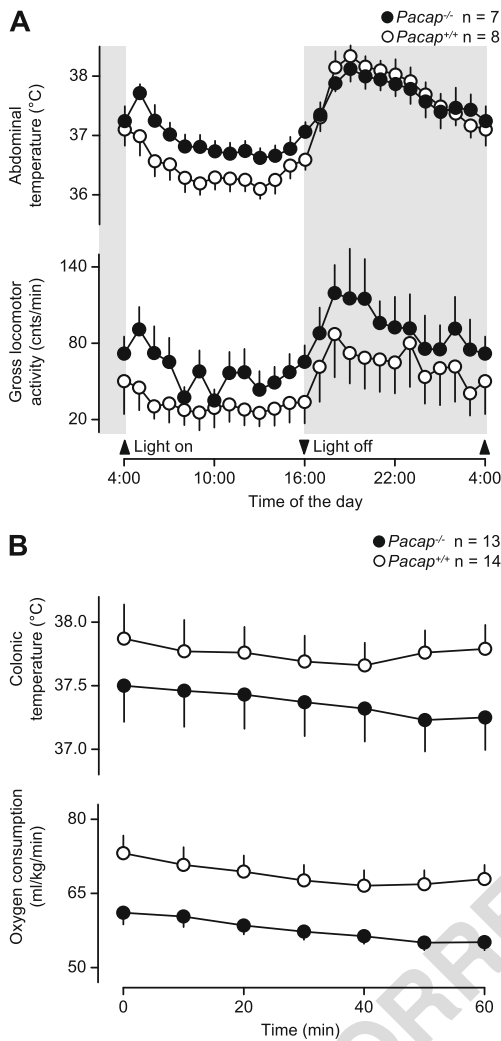 A
Pacap-/- n = 7
Pacap+/+ n = 8
Abdominal
temperature (°C)
38
37
36
Gross locomotor
activity (cnts/min)
140
80
20
Light on
Light off
4:00
10:00
16:00
22:00
4:00
Time of the day
B
Pacap-/- n = 13
Pacap+/+ n = 14
Colonic
temperature (°C)
38.0
37.5
37.0
Oxygen consumption
(ml/kg/min)
80
65
50
0
20
40
60
Time (min)
ORRE